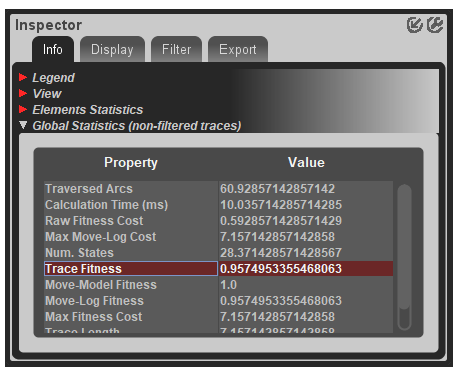 Inspector
Info Display Filter Export
Legend
View
Elements Statistics
Global Statistics (non-filtered traces)
Property Value
Traversed Arcs 60.92857142857142
Calculation Time (ms) 10.035714285714285
Raw Fitness Cost 0.5928571428571429
Max Move-Log Cost 7.157142857142858
Num. States 28.371428571428567
Trace Fitness 0.9574953355468063
Move-Model Fitness 1.0
Move-Log Fitness 0.9574953355468063
Max Fitness Cost 7.157142857142858
Trace Length 7.157142857142858